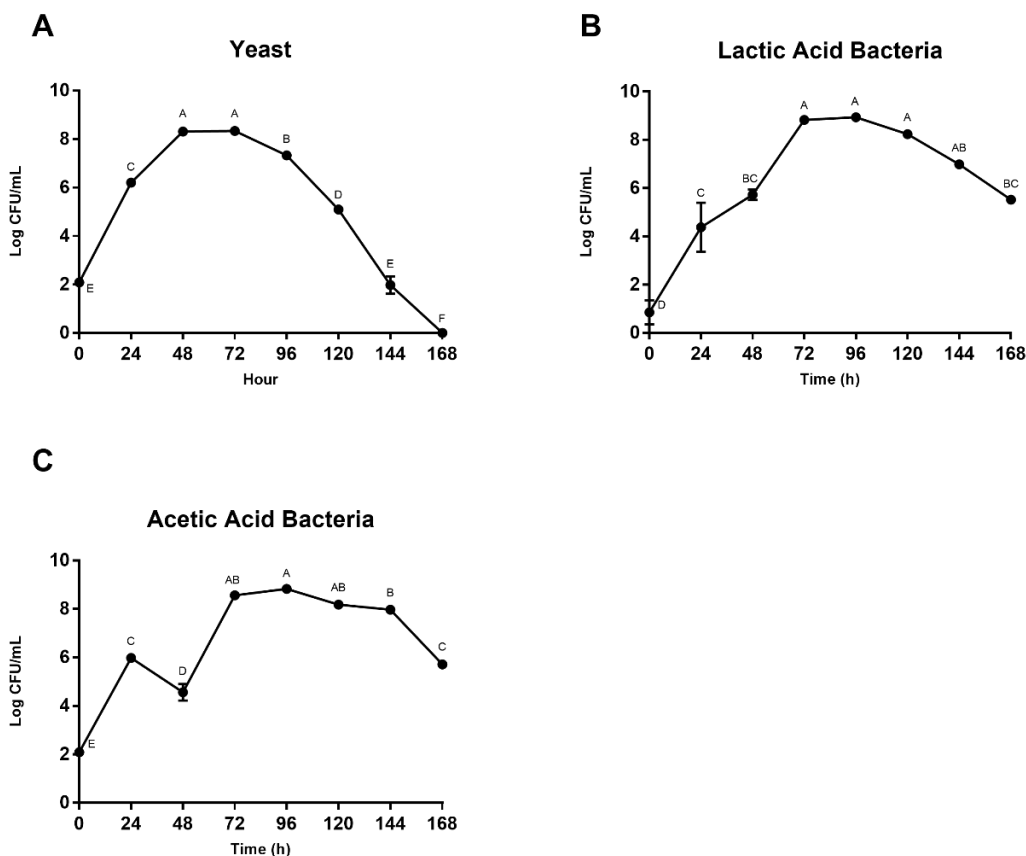 A
Yeast
10
8
6
4
2
0
Log CFU/mL
E
C
A
A
B
D
E
F
0 24 48 72 96 120 144 168
Hour
B
Lactic Acid Bacteria
10
8
6
4
2
0
Log CFU/mL
D
C
BC
A
A
A
AB
BC
0 24 48 72 96 120 144 168
Time (h)
C
Acetic Acid Bacteria
10
8
6
4
2
0
Log CFU/mL
E
C
D
AB
A
AB
B
C
0 24 48 72 96 120 144 168
Time (h)